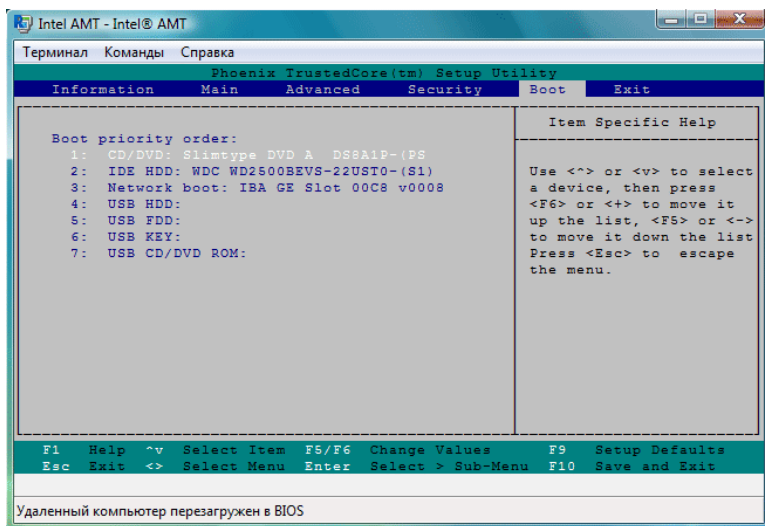 Intel AMT - Intel® AMT
Терминал Команды Справка
Phoenix TrustedCore(tm) Setup Utility
Information Main Advanced Security Boot Exit
Item Specific Help
Boot priority order:
1: CD/DVD: Slimtype DVD A DS8A1P-(PS
2: IDE HDD: WDC WD2500BEVS-22UST0-(S1)
3: Network boot: IBA GE Slot 00C8 v0008
4: USB HDD:
5: USB FDD:
6: USB KEY:
7: USB CD/DVD ROM:
Use <^> or <v> to select
a device, then press
<F6> or <+> to move it
up the list, <F5> or <->
to move it down the list
Press <Esc> to escape
the menu.
F1 Help ^v Select Item F5/F6 Change Values F9 Setup Defaults
Esc Exit <> Select Menu Enter Select > Sub-Menu F10 Save and Exit
Удаленный компьютер перезагружен в BIOS